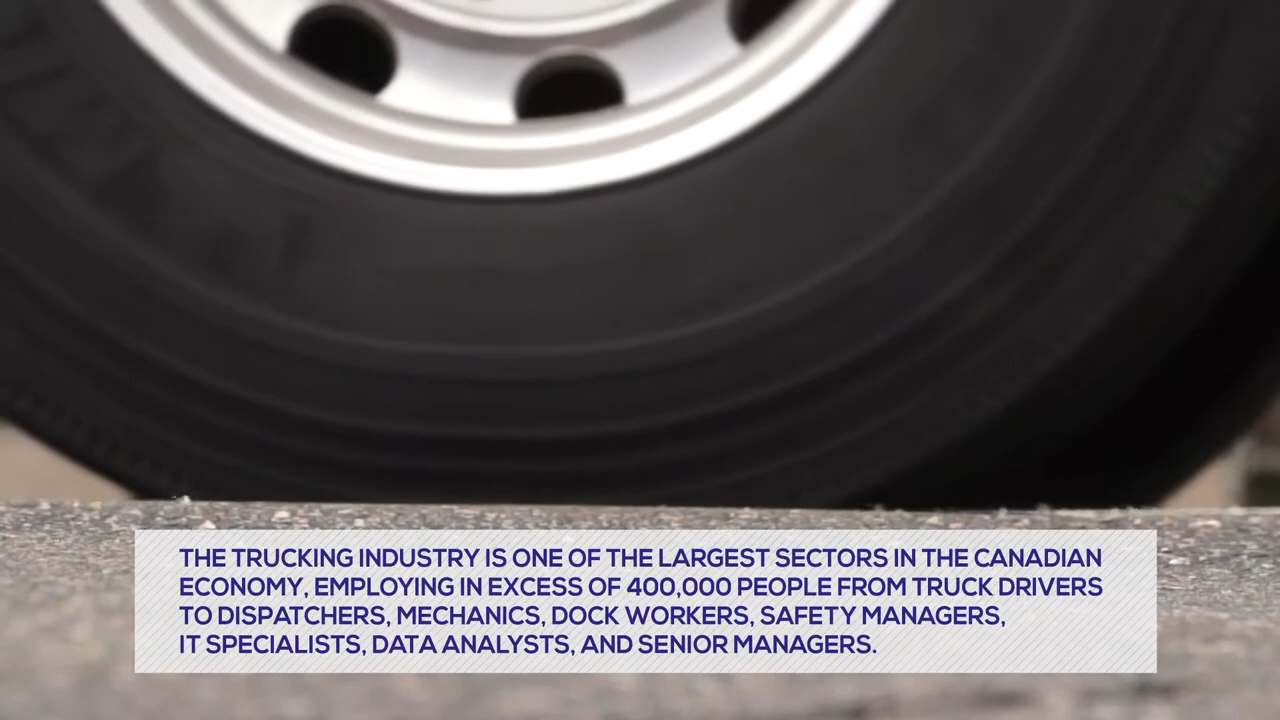 THE TRUCKING INDUSTRY IS ONE OF THE LARGEST SECTORS IN THE CANADIAN
ECONOMY, EMPLOYING IN EXCESS OF 400,000 PEOPLE FROM TRUCK DRIVERS
TO DISPATCHERS, MECHANICS, DOCK WORKERS, SAFETY MANAGERS,
IT SPECIALISTS, DATA ANALYSTS, AND SENIOR MANAGERS.